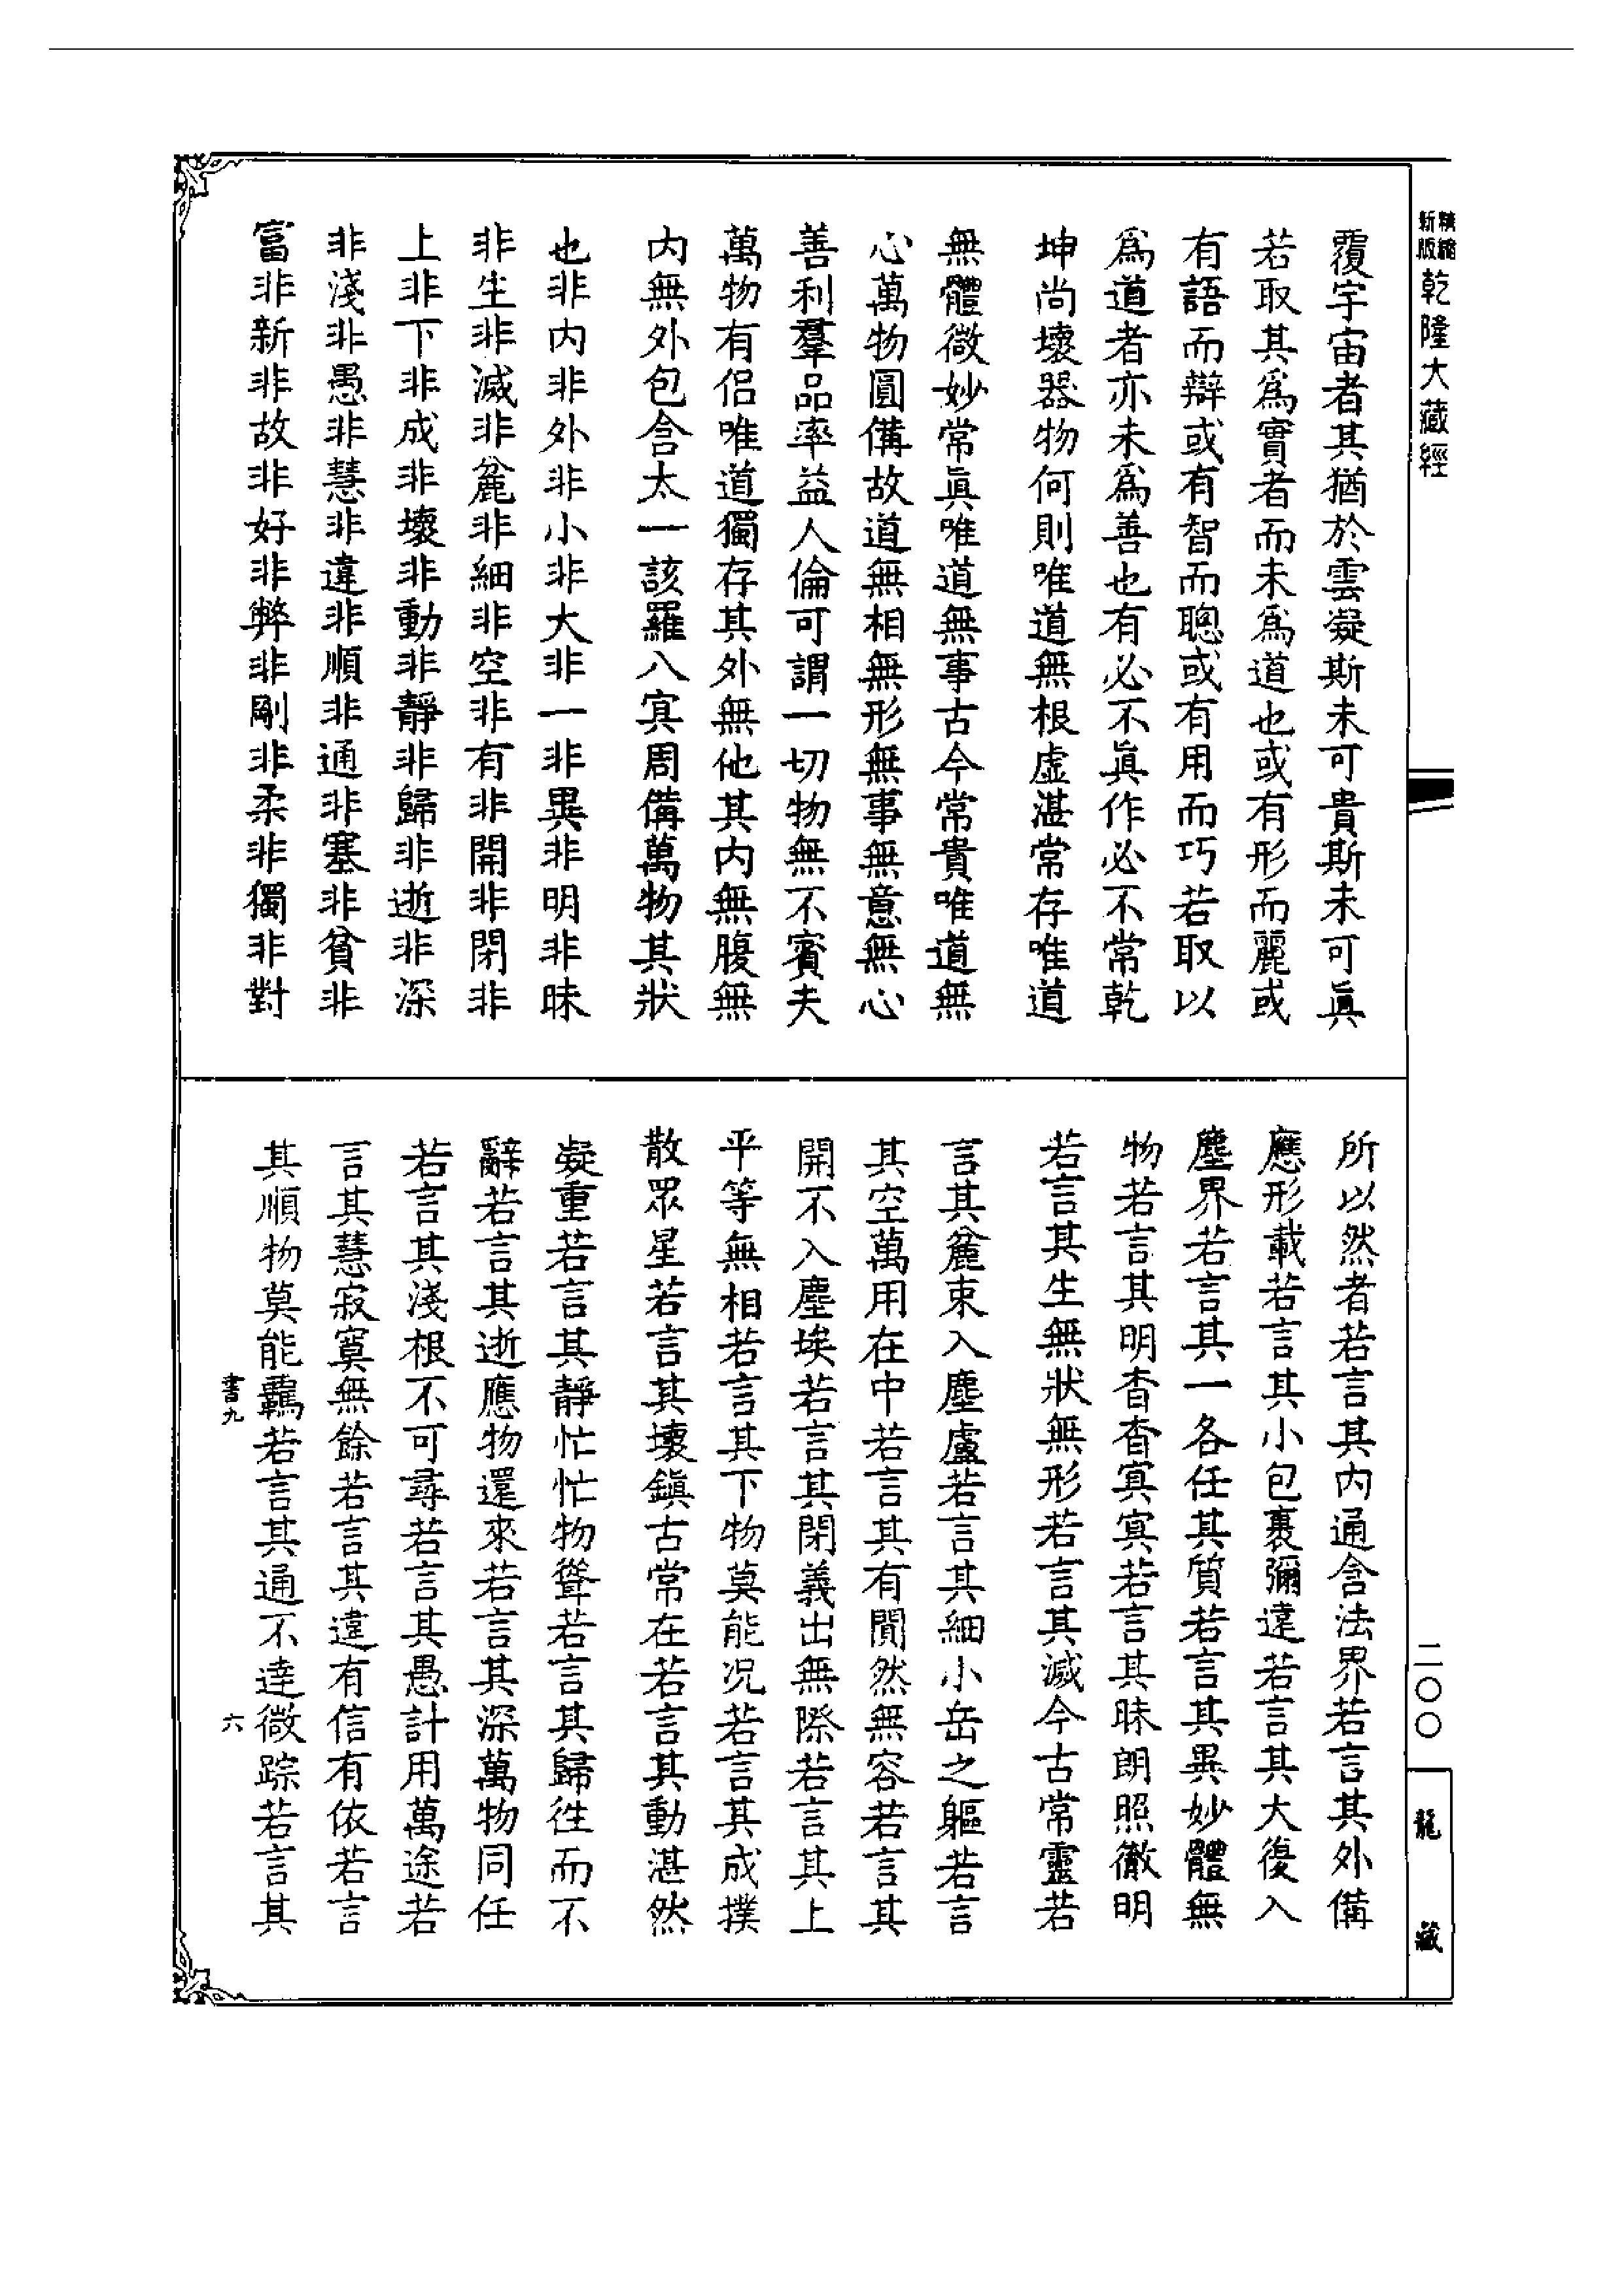 精縮
新版
乾隆大藏經
覆宇宙者其猶於雲凝斯未可貴斯未可眞
若取其爲實者而未爲道也或有形而麗或
有語而辯或有智而聰或有用而巧若取以
爲道者亦未爲善也有必不眞作必不常乾
坤尚壞器物何則唯道無根虛湛常存唯道
無體微妙常眞唯道無事古今常貴唯道無
心萬物圓備故道無相無形無事無意無心
善利羣品率益人倫可謂一切物無不賓夫
萬物有侶唯道獨存其外無他其內無腹無
内無外包含太一該羅八㝠周備萬物其狀
也非内非外非小非大非一非異非明非昧
非生非滅非麄非細非空非有非開非閉非
上非下非成非壞非動非靜非歸非逝非深
非淺非愚非慧非違非順非通非塞非貧非
富非新非故非好非弊非剛非柔非獨非對
所以然者若言其内通含法界若言其外備
應形載若言其小包裹彌遠若言其大復入
塵界若言其一各任其質若言其異妙體無
物若言其明杳杳㝠㝠若言其昧朗照徹明
若言其生無狀無形若言其滅今古常靈若
言其麄束入塵盧若言其細小岳之軀若言
其空萬用在中若言其有閴然無容若言其
開不入塵埃若言其閉義出無際若言其上
平等無相若言其下物莫能况若言其成撲
散眾星若言其壞鎭古常在若言其動湛然
凝重若言其靜忙忙物聳若言其歸徃而不
辭若言其逝應物還來若言其深萬物同任
若言其淺根不可尋若言其愚計用萬途若
言其慧寂寞無餘若言其違有信有依若言
其順物莫能羈若言其通不達微踪若言其
書九
六
二〇〇
龍藏